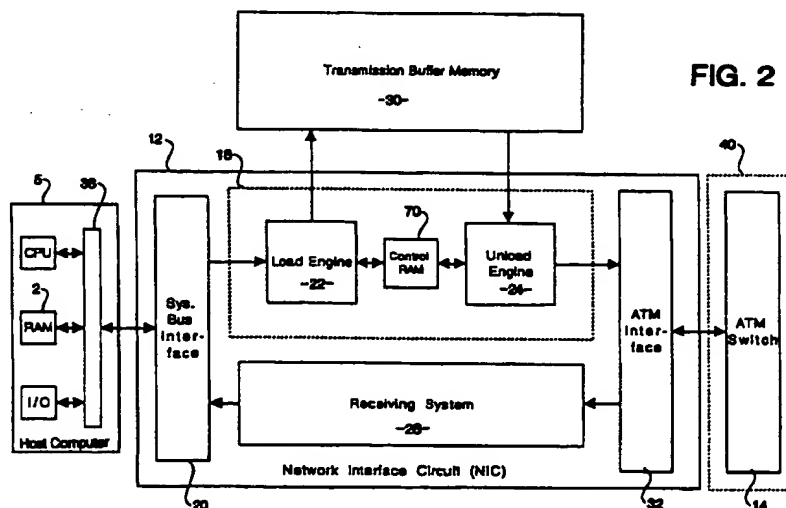 Transmission Buffer Memory
-30-
FIG. 2
12
18
40
5
36
CPU
2
RAM
I/O
Host Computer
Sys.
Bus
Inter-
face
20
Load Engine
-22-
70
Control
RAM
Unload
Engine
-24-
ATM
Inter-
face
32
ATM
Switch
14
Receiving System
-28-
Network Interface Circuit (NIC)